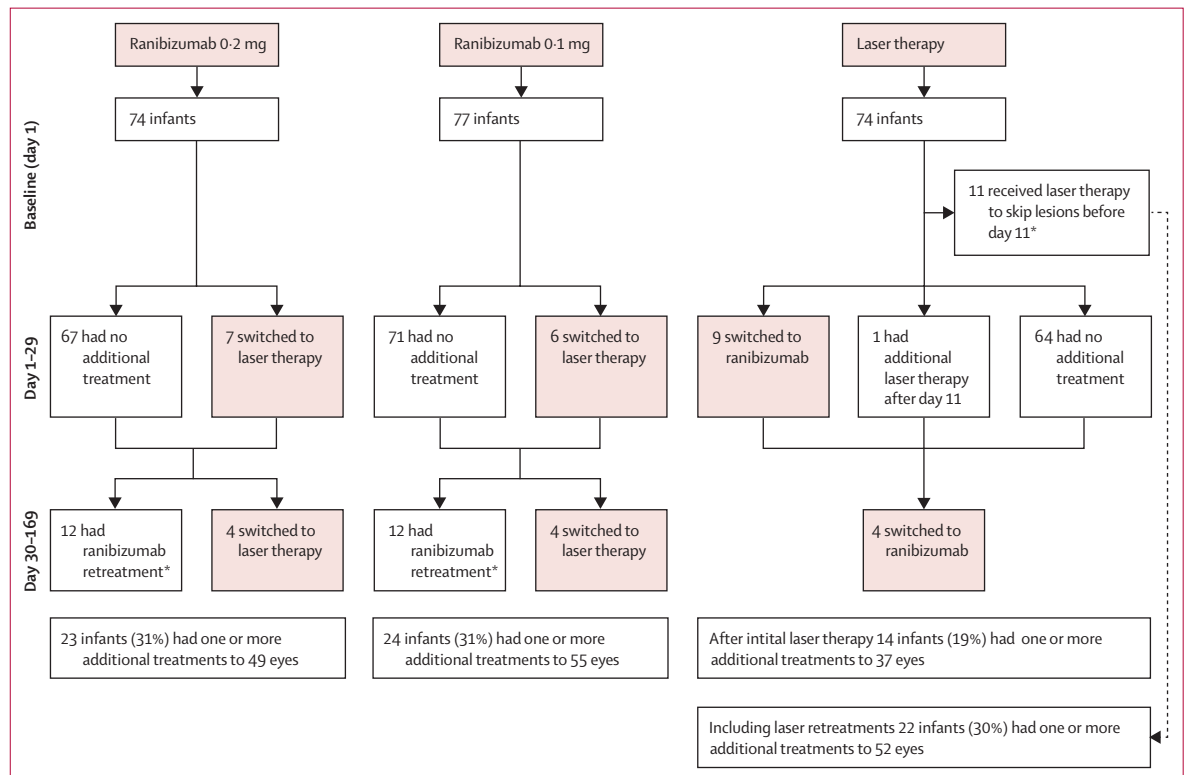 Ranibizumab 0·2 mg
Ranibizumab 0·1 mg
Laser therapy
Baseline (day 1)
74 infants
77 infants
74 infants
11 received laser therapy
to skip lesions before
day 11*
Day 1–29
67 had no
additional
treatment
7 switched to
laser therapy
71 had no
additional
treatment
6 switched to
laser therapy
9 switched to
ranibizumab
1 had
additional
laser therapy
after day 11
64 had no
additional
treatment
Day 30–169
12 had
ranibizumab
retreatment*
4 switched to
laser therapy
12 had
ranibizumab
retreatment*
4 switched to
laser therapy
4 switched to
ranibizumab
23 infants (31%) had one or more
additional treatments to 49 eyes
24 infants (31%) had one or more
additional treatments to 55 eyes
After intital laser therapy 14 infants (19%) had one or more
additional treatments to 37 eyes
Including laser retreatments 22 infants (30%) had one or more
additional treatments to 52 eyes